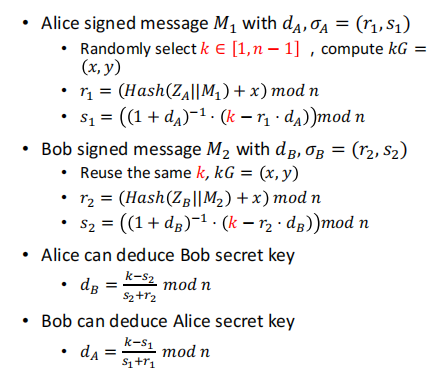 • Alice signed message M₁ with d_A, σ_A = (r₁, s₁)
• Randomly select k ∈ [1, n − 1] , compute kG =
(x, y)
• r₁ = (Hash(Z_A||M₁) + x) mod n
• s₁ = ((1 + d_A)⁻¹ · (k − r₁ · d_A))mod n
• Bob signed message M₂ with d_B, σ_B = (r₂, s₂)
• Reuse the same k, kG = (x, y)
• r₂ = (Hash(Z_B||M₂) + x) mod n
• s₂ = ((1 + d_B)⁻¹ · (k − r₂ · d_B))mod n
• Alice can deduce Bob secret key
• d_B = (k−s₂)/(s₂+r₂) mod n
• Bob can deduce Alice secret key
• d_A = (k−s₁)/(s₁+r₁) mod n